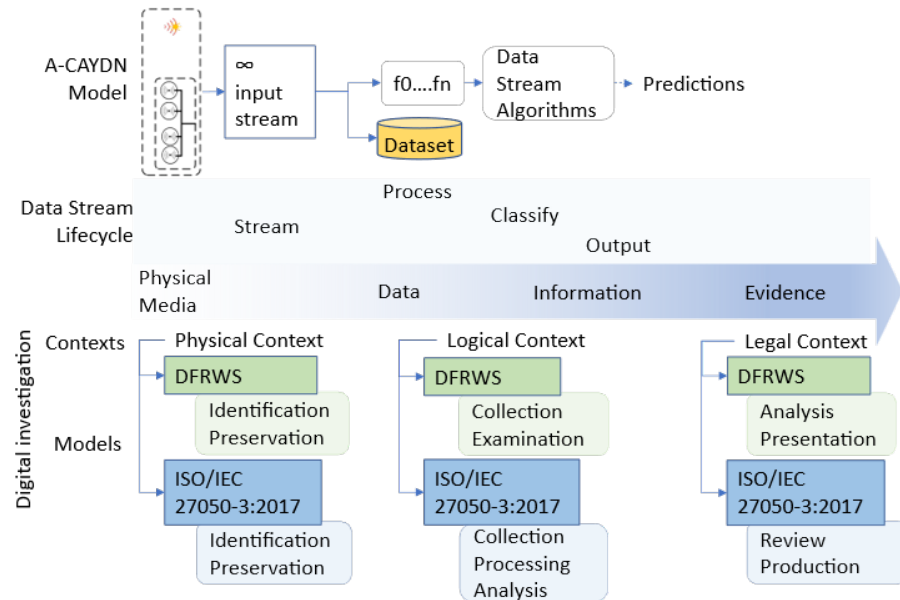 A-CAYDN
Model
∞
input
stream
f0....fn
Dataset
Data
Stream
Algorithms
Predictions
Data Stream
Lifecycle
Process
Stream
Classify
Output
Physical
Media
Data
Information
Evidence
Digital investigation
Contexts
Models
Physical Context
DFRWS
Identification
Preservation
ISO/IEC
27050-3:2017
Identification
Preservation
Logical Context
DFRWS
Collection
Examination
ISO/IEC
27050-3:2017
Collection
Processing
Analysis
Legal Context
DFRWS
Analysis
Presentation
ISO/IEC
27050-3:2017
Review
Production